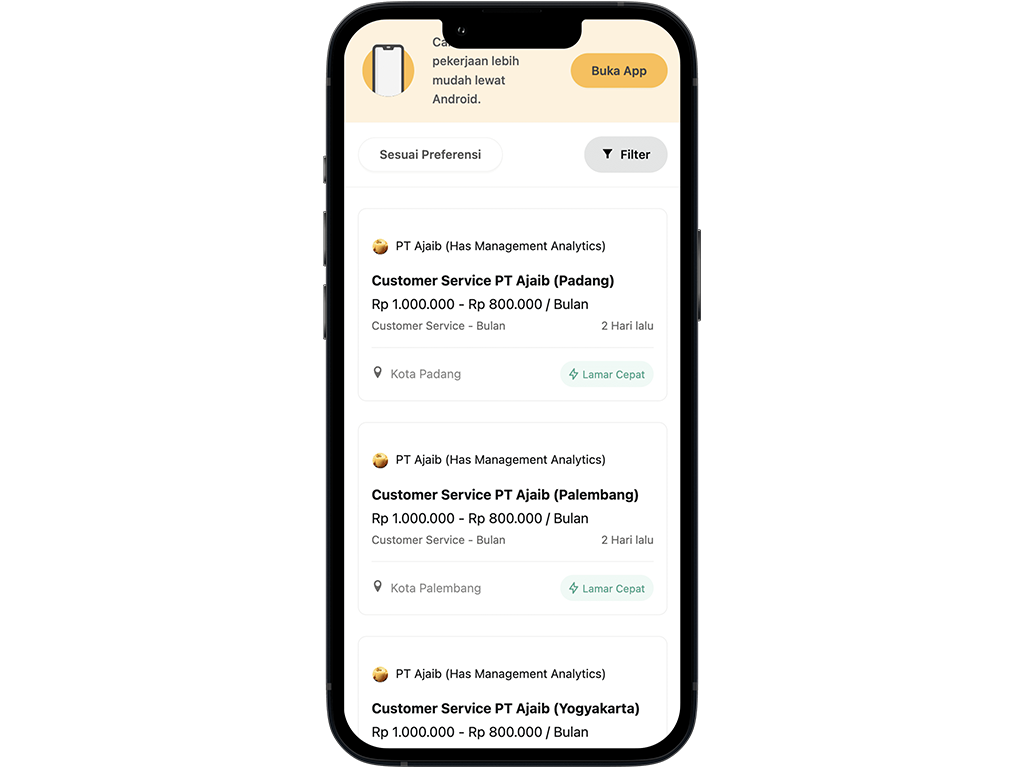 pekerjaan lebih
mudah lewat
Android.
Buka App
Sesuai Preferensi
Filter
PT Ajaib (Has Management Analytics)
Customer Service PT Ajaib (Padang)
Rp 1.000.000 - Rp 800.000 / Bulan
Customer Service - Bulan 2 Hari lalu
Kota Padang Lamar Cepat
PT Ajaib (Has Management Analytics)
Customer Service PT Ajaib (Palembang)
Rp 1.000.000 - Rp 800.000 / Bulan
Customer Service - Bulan 2 Hari lalu
Kota Palembang Lamar Cepat
PT Ajaib (Has Management Analytics)
Customer Service PT Ajaib (Yogyakarta)
Rp 1.000.000 - Rp 800.000 / Bulan